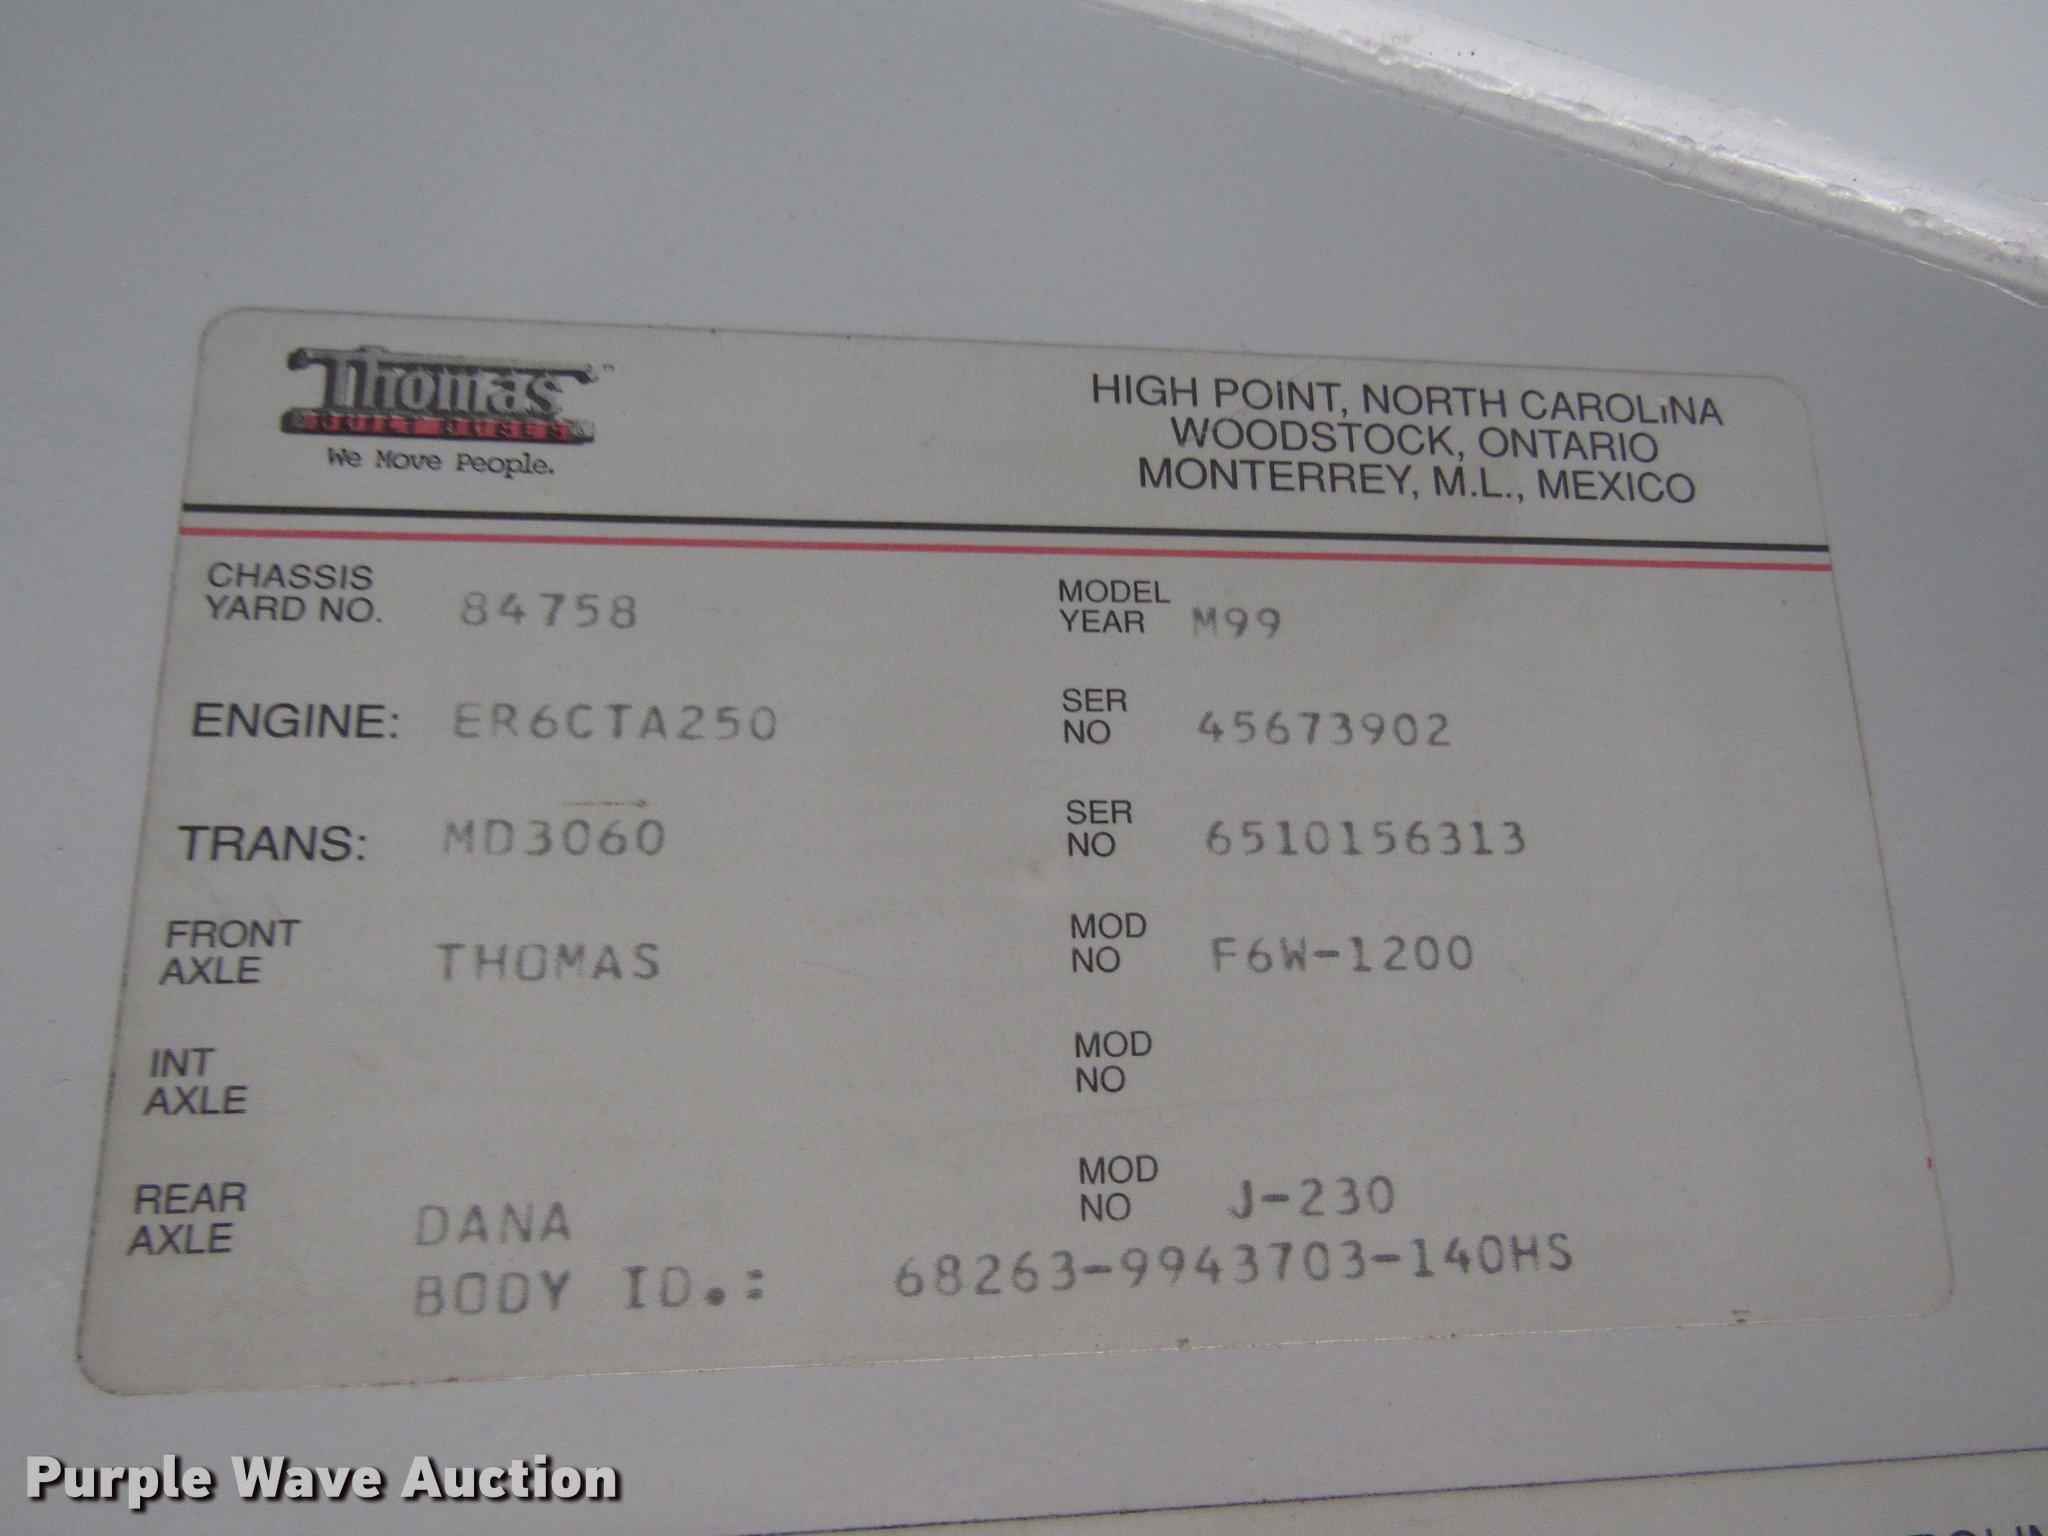 Thomas ™
BUILT BUSES
We Move People.
HIGH POINT, NORTH CAROLINA
WOODSTOCK, ONTARIO
MONTERREY, M.L., MEXICO
CHASSIS YARD NO. 84758 MODEL YEAR M99
ENGINE: ER6CTA250 SER NO 45673902
TRANS: MD3060 SER NO 6510156313
FRONT AXLE THOMAS MOD NO F6W-1200
INT AXLE MOD NO
REAR AXLE DANA MOD NO J-230
BODY ID.: 68263-9943703-140HS
Purple Wave Auction